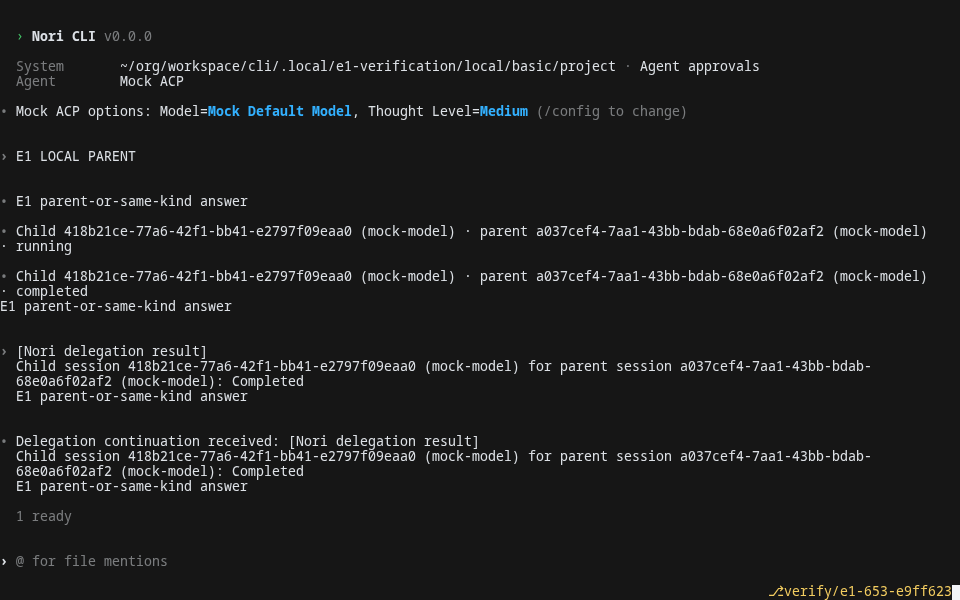 › Nori CLI v0.0.0
System ~/org/workspace/cli/.local/e1-verification/local/basic/project · Agent approvals
Agent Mock ACP
• Mock ACP options: Model=Mock Default Model, Thought Level=Medium (/config to change)
› E1 LOCAL PARENT
• E1 parent-or-same-kind answer
• Child 418b21ce-77a6-42f1-bb41-e2797f09eaa0 (mock-model) · parent a037cef4-7aa1-43bb-bdab-68e0a6f02af2 (mock-model)
· running
• Child 418b21ce-77a6-42f1-bb41-e2797f09eaa0 (mock-model) · parent a037cef4-7aa1-43bb-bdab-68e0a6f02af2 (mock-model)
· completed
E1 parent-or-same-kind answer
› [Nori delegation result]
Child session 418b21ce-77a6-42f1-bb41-e2797f09eaa0 (mock-model) for parent session a037cef4-7aa1-43bb-bdab-
68e0a6f02af2 (mock-model): Completed
E1 parent-or-same-kind answer
• Delegation continuation received: [Nori delegation result]
Child session 418b21ce-77a6-42f1-bb41-e2797f09eaa0 (mock-model) for parent session a037cef4-7aa1-43bb-bdab-
68e0a6f02af2 (mock-model): Completed
E1 parent-or-same-kind answer
1 ready
› @ for file mentions
⎇verify/e1-653-e9ff623